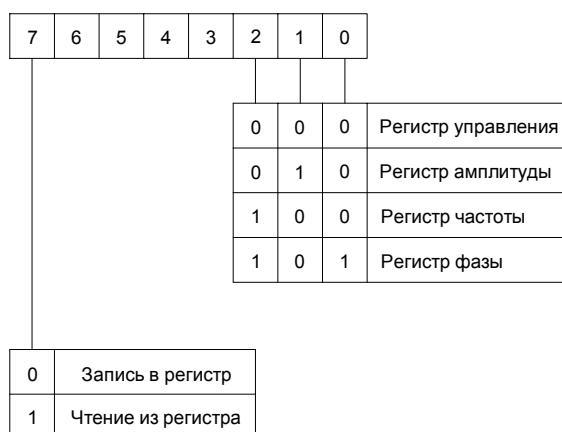 7 6 5 4 3 2 1 0
0 0 0 Регистр управления
0 1 0 Регистр амплитуды
1 0 0 Регистр частоты
1 0 1 Регистр фазы
0 Запись в регистр
1 Чтение из регистра